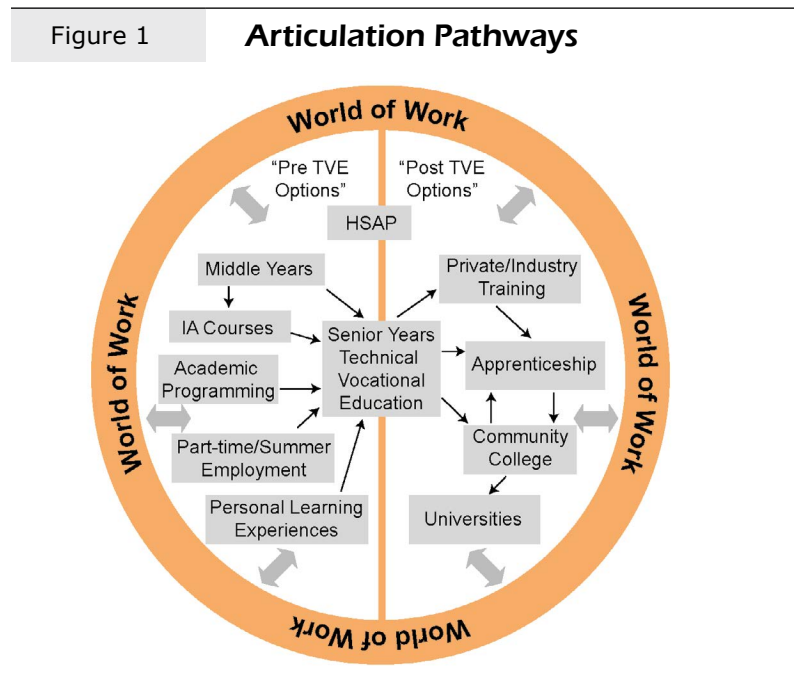 Figure 1
Articulation Pathways
World of Work
"Pre TVE
Options"
"Post TVE
Options"
HSAP
Middle Years
Private/Industry
Training
IA Courses
Senior Years
Technical
Vocational
Education
Academic
Programming
Apprenticeship
World of Work
World of Work
Part-time/Summer
Employment
Community
College
Personal Learning
Experiences
Universities
World of Work